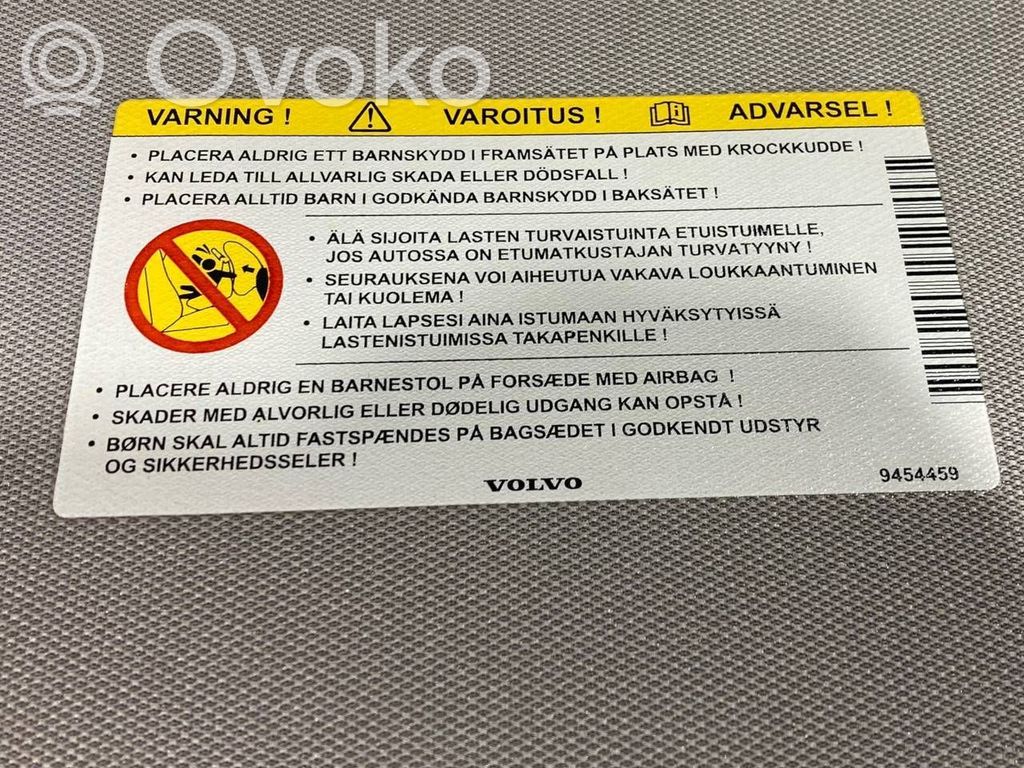 Ovoko
VARNING ! VAROITUS ! ADVARSEL !
• PLACERA ALDRIG ETT BARNSKYDD I FRAMSÄTET PÅ PLATS MED KROCKKUDDE !
• KAN LEDA TILL ALLVARLIG SKADA ELLER DÖDSFALL !
• PLACERA ALLTID BARN I GODKÄNDA BARNSKYDD I BAKSÄTET !
• ÄLÄ SIJOITA LASTEN TURVAISTUINTA ETUISTUIMELLE,
JOS AUTOSSA ON ETUMATKUSTAJAN TURVATYYNY !
• SEURAUKSENA VOI AIHEUTUA VAKAVA LOUKKAANTUMINEN
TAI KUOLEMA !
• LAITA LAPSESI AINA ISTUMAAN HYVÄKSYTYISSÄ
LASTENISTUIMISSA TAKAPENKILLE !
• PLACERE ALDRIG EN BARNESTOL PÅ FORSÆDE MED AIRBAG !
• SKADER MED ALVORLIG ELLER DØDELIG UDGANG KAN OPSTÅ !
• BØRN SKAL ALTID FASTSPÆNDES PÅ BAGSÆDET I GODKENDT UDSTYR
OG SIKKERHEDSSELER !
VOLVO 9454459